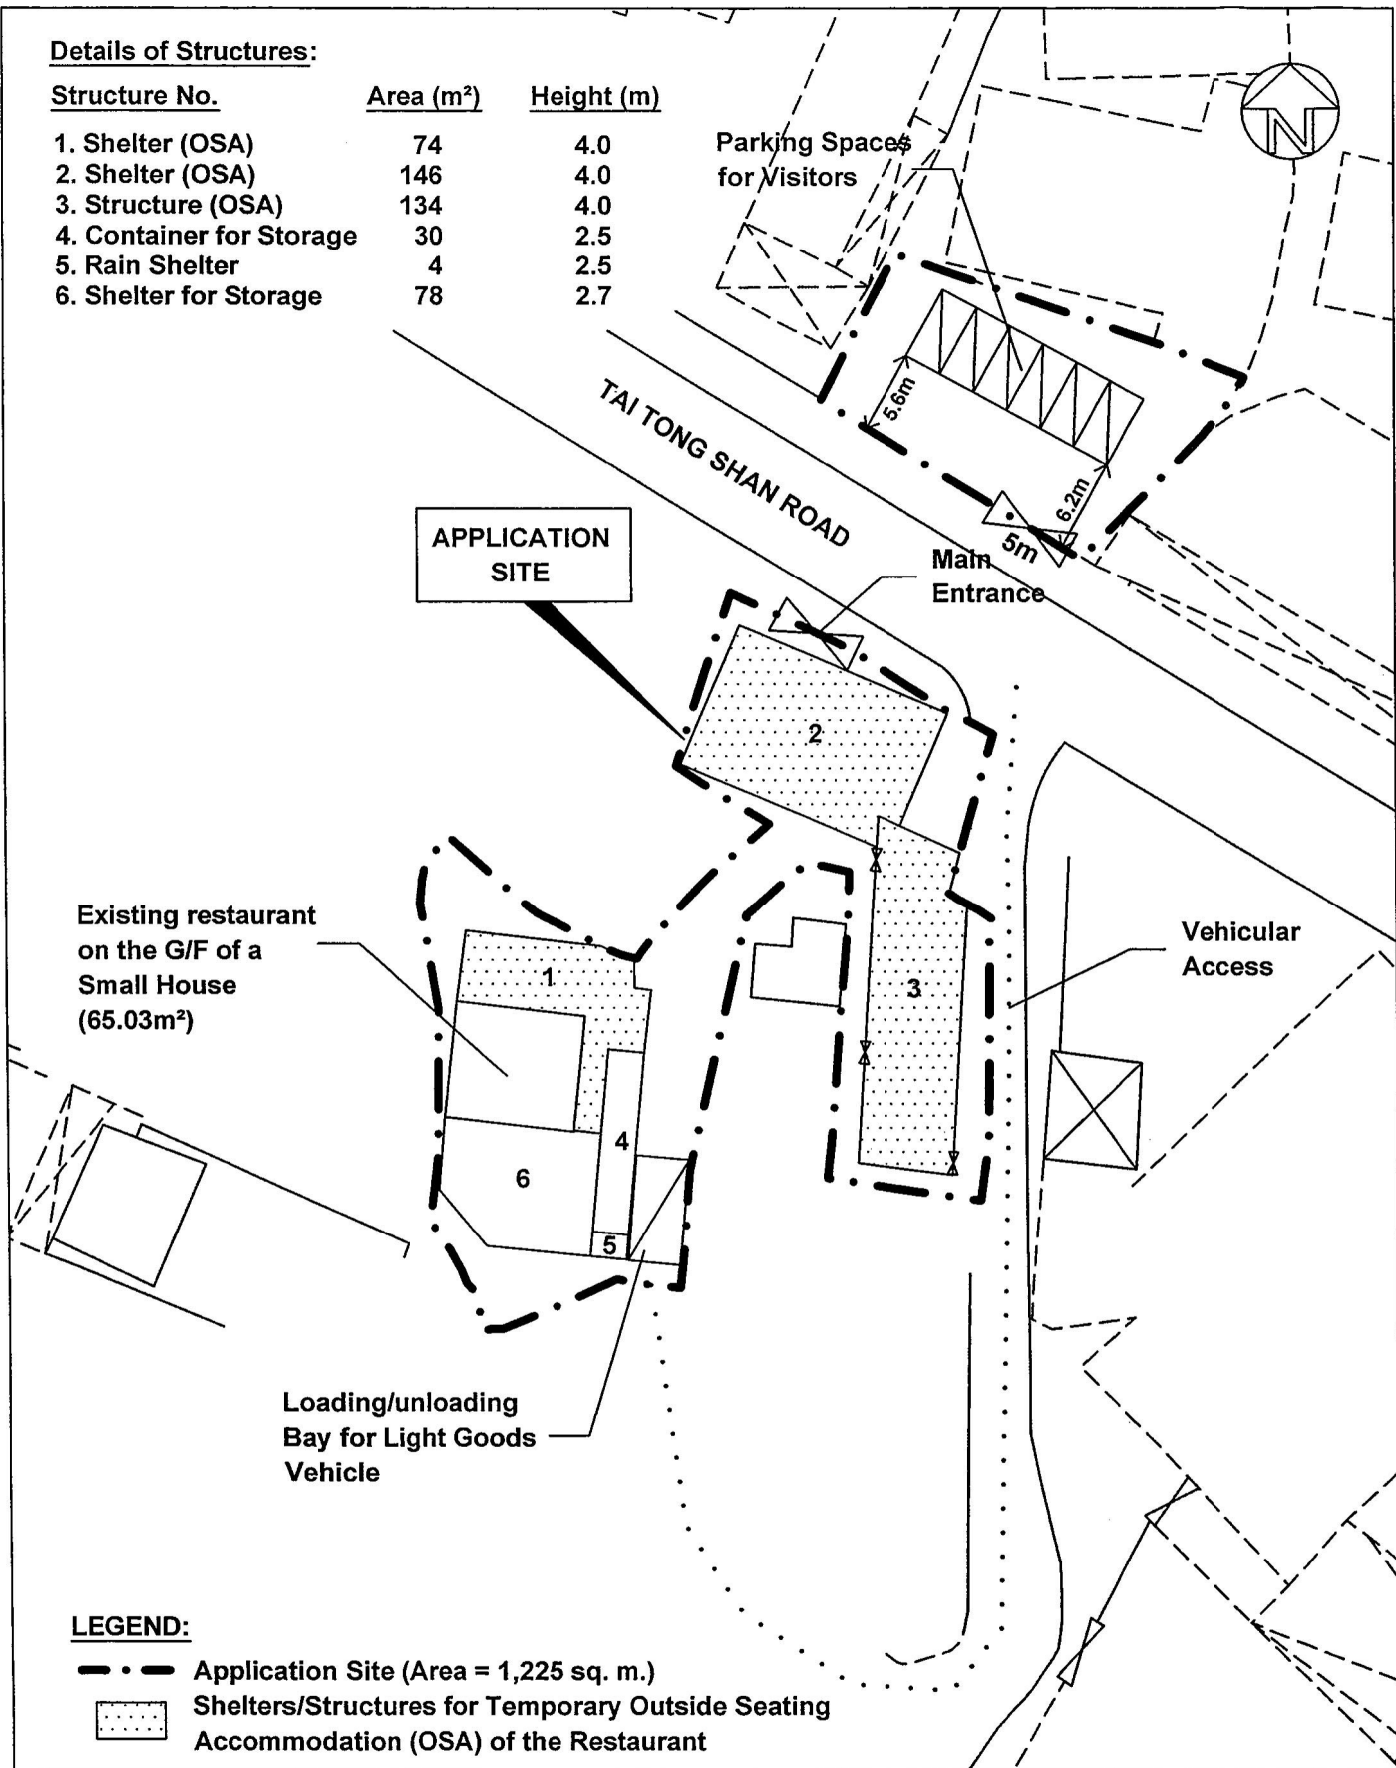 Details of Structures:
Structure No. Area (m²) Height (m)
1. Shelter (OSA) 74 4.0
2. Shelter (OSA) 146 4.0
3. Structure (OSA) 134 4.0
4. Container for Storage 30 2.5
5. Rain Shelter 4 2.5
6. Shelter for Storage 78 2.7
Parking Spaces
for Visitors
N
5.6m
TAI TONG SHAN ROAD
6.2m
5m
APPLICATION
SITE
Main
Entrance
2
Existing restaurant
on the G/F of a
Small House
(65.03m²)
1
3
Vehicular
Access
4
6
5
Loading/unloading
Bay for Light Goods
Vehicle
LEGEND:
Application Site (Area = 1,225 sq. m.)
Shelters/Structures for Temporary Outside Seating
Accommodation (OSA) of the Restaurant